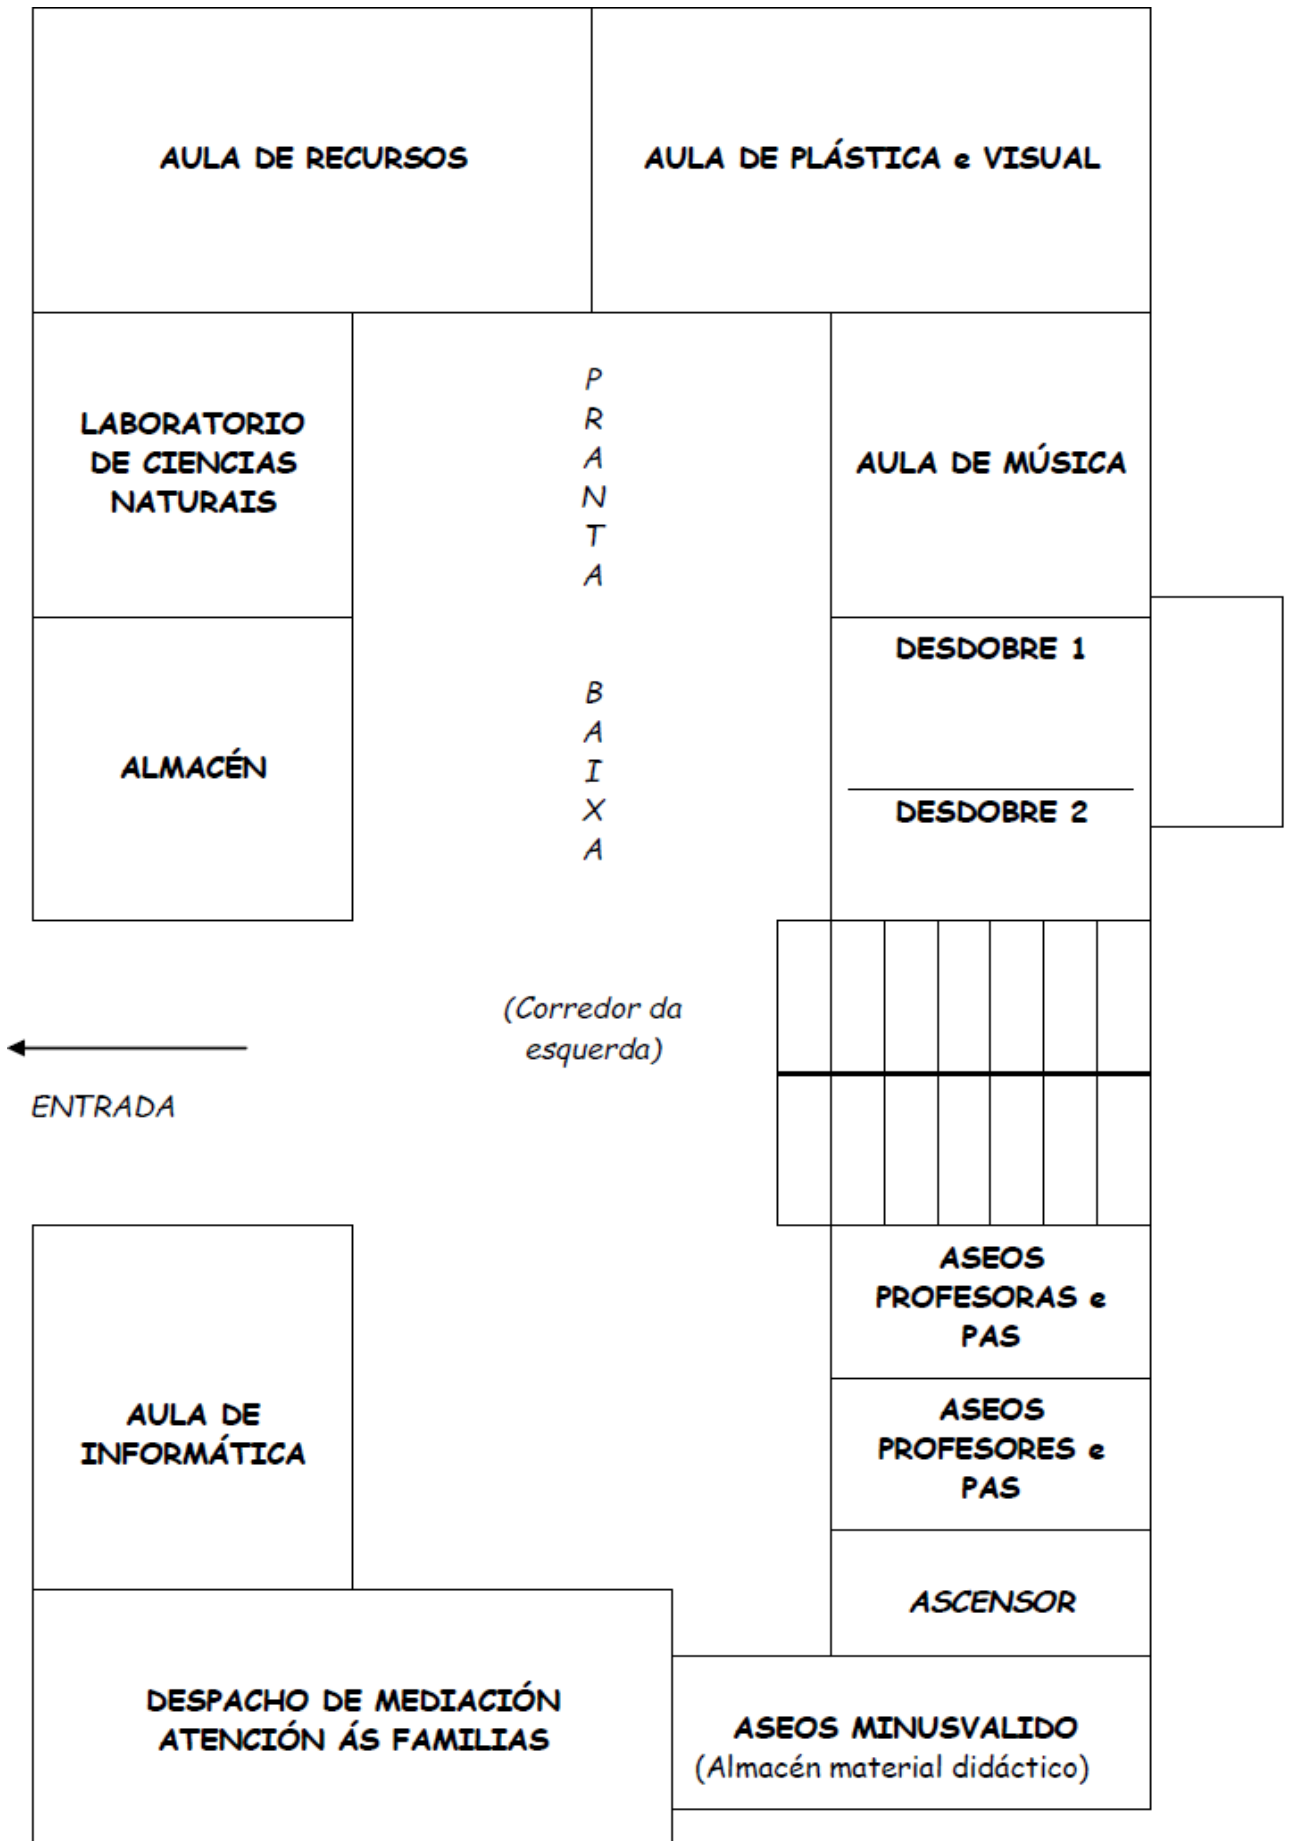 AULA DE RECURSOS
AULA DE PLÁSTICA e VISUAL
LABORATORIO
DE CIENCIAS
NATURAIS
P
R
A
N
T
A
AULA DE MÚSICA
DESDOBRE 1
B
A
I
X
A
ALMACÉN
DESDOBRE 2
(Corredor da
esquerda)
ENTRADA
ASEOS
PROFESORAS e
PAS
AULA DE
INFORMÁTICA
ASEOS
PROFESORES e
PAS
ASCENSOR
DESPACHO DE MEDIACIÓN
ATENCIÓN ÁS FAMILIAS
ASEOS MINUSVALIDO
(Almacén material didáctico)